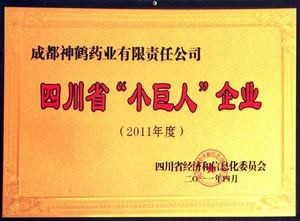 成都神鹤药业有限责任公司
四川省“小巨人”企业
(2011年度)
四川省经济和信息化委员会
二〇一一年四月